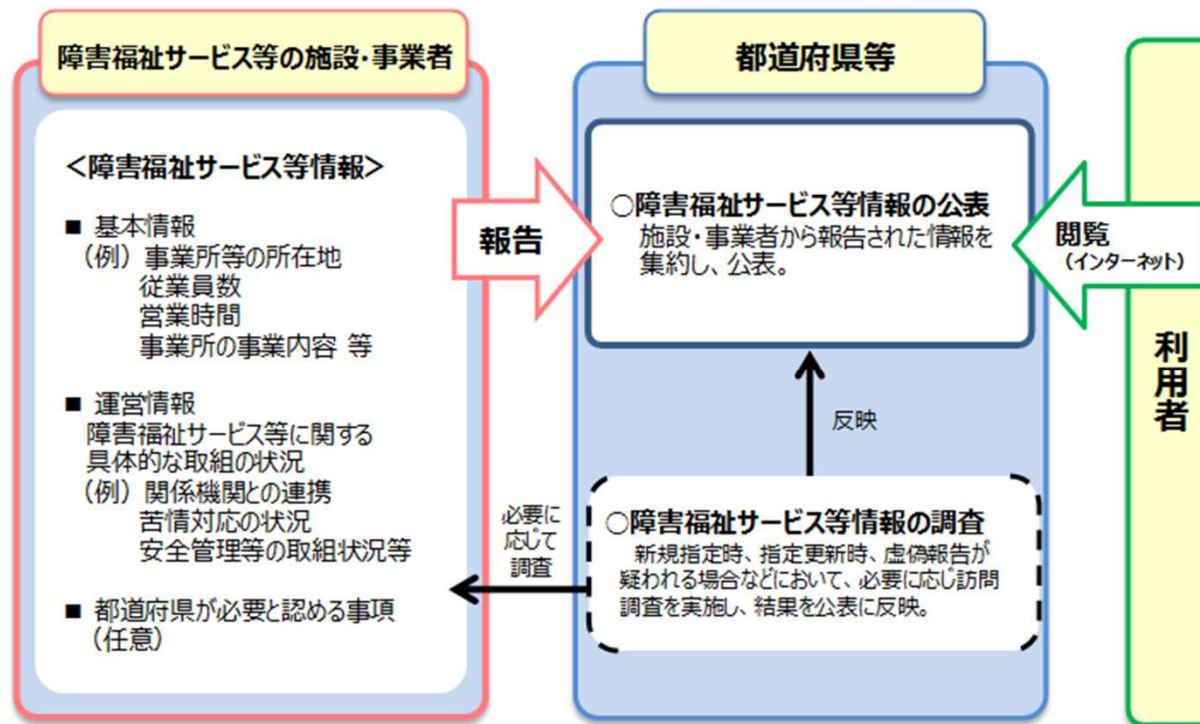 障害福祉サービス等の施設・事業者
<障害福祉サービス等情報>
■ 基本情報
(例) 事業所等の所在地
従業員数
営業時間
事業所の事業内容 等
■ 運営情報
障害福祉サービス等に関する
具体的な取組の状況
(例) 関係機関との連携
苦情対応の状況
安全管理等の取組状況等
■ 都道府県が必要と認める事項
(任意)
報告
必要に
応じて
調査
都道府県等
○障害福祉サービス等情報の公表
施設・事業者から報告された情報を
集約し、公表。
反映
○障害福祉サービス等情報の調査
新規指定時、指定更新時、虚偽報告が
疑われる場合などにおいて、必要に応じ訪問
調査を実施し、結果を公表に反映。
閲覧
(インターネット)
利用者